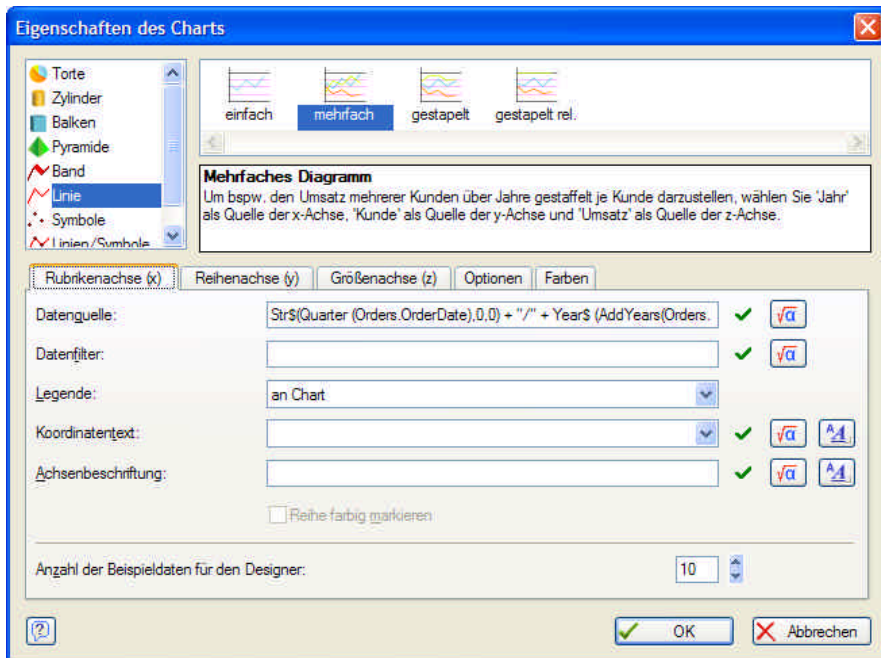 Eigenschaften des Charts
Torte
Zylinder
Balken
Pyramide
Band
Linie
Symbole
Linien/Symbole
einfach
mehrfach
gestapelt
gestapelt rel.
Mehrfaches Diagramm
Um bspw. den Umsatz mehrerer Kunden über Jahre gestaffelt je Kunde darzustellen, wählen Sie 'Jahr'
als Quelle der x-Achse, 'Kunde' als Quelle der y-Achse und 'Umsatz' als Quelle der z-Achse.
Rubrikenachse (x) Reihenachse (y) Größenachse (z) Optionen Farben
Datenquelle: Str$(Quarter (Orders.OrderDate),0,0) + "/" + Year$ (AddYears(Orders.
Datenfilter:
Legende: an Chart
Koordinatentext:
Achsenbeschriftung:
Reihe farbig markieren
Anzahl der Beispieldaten für den Designer: 10
OK Abbrechen